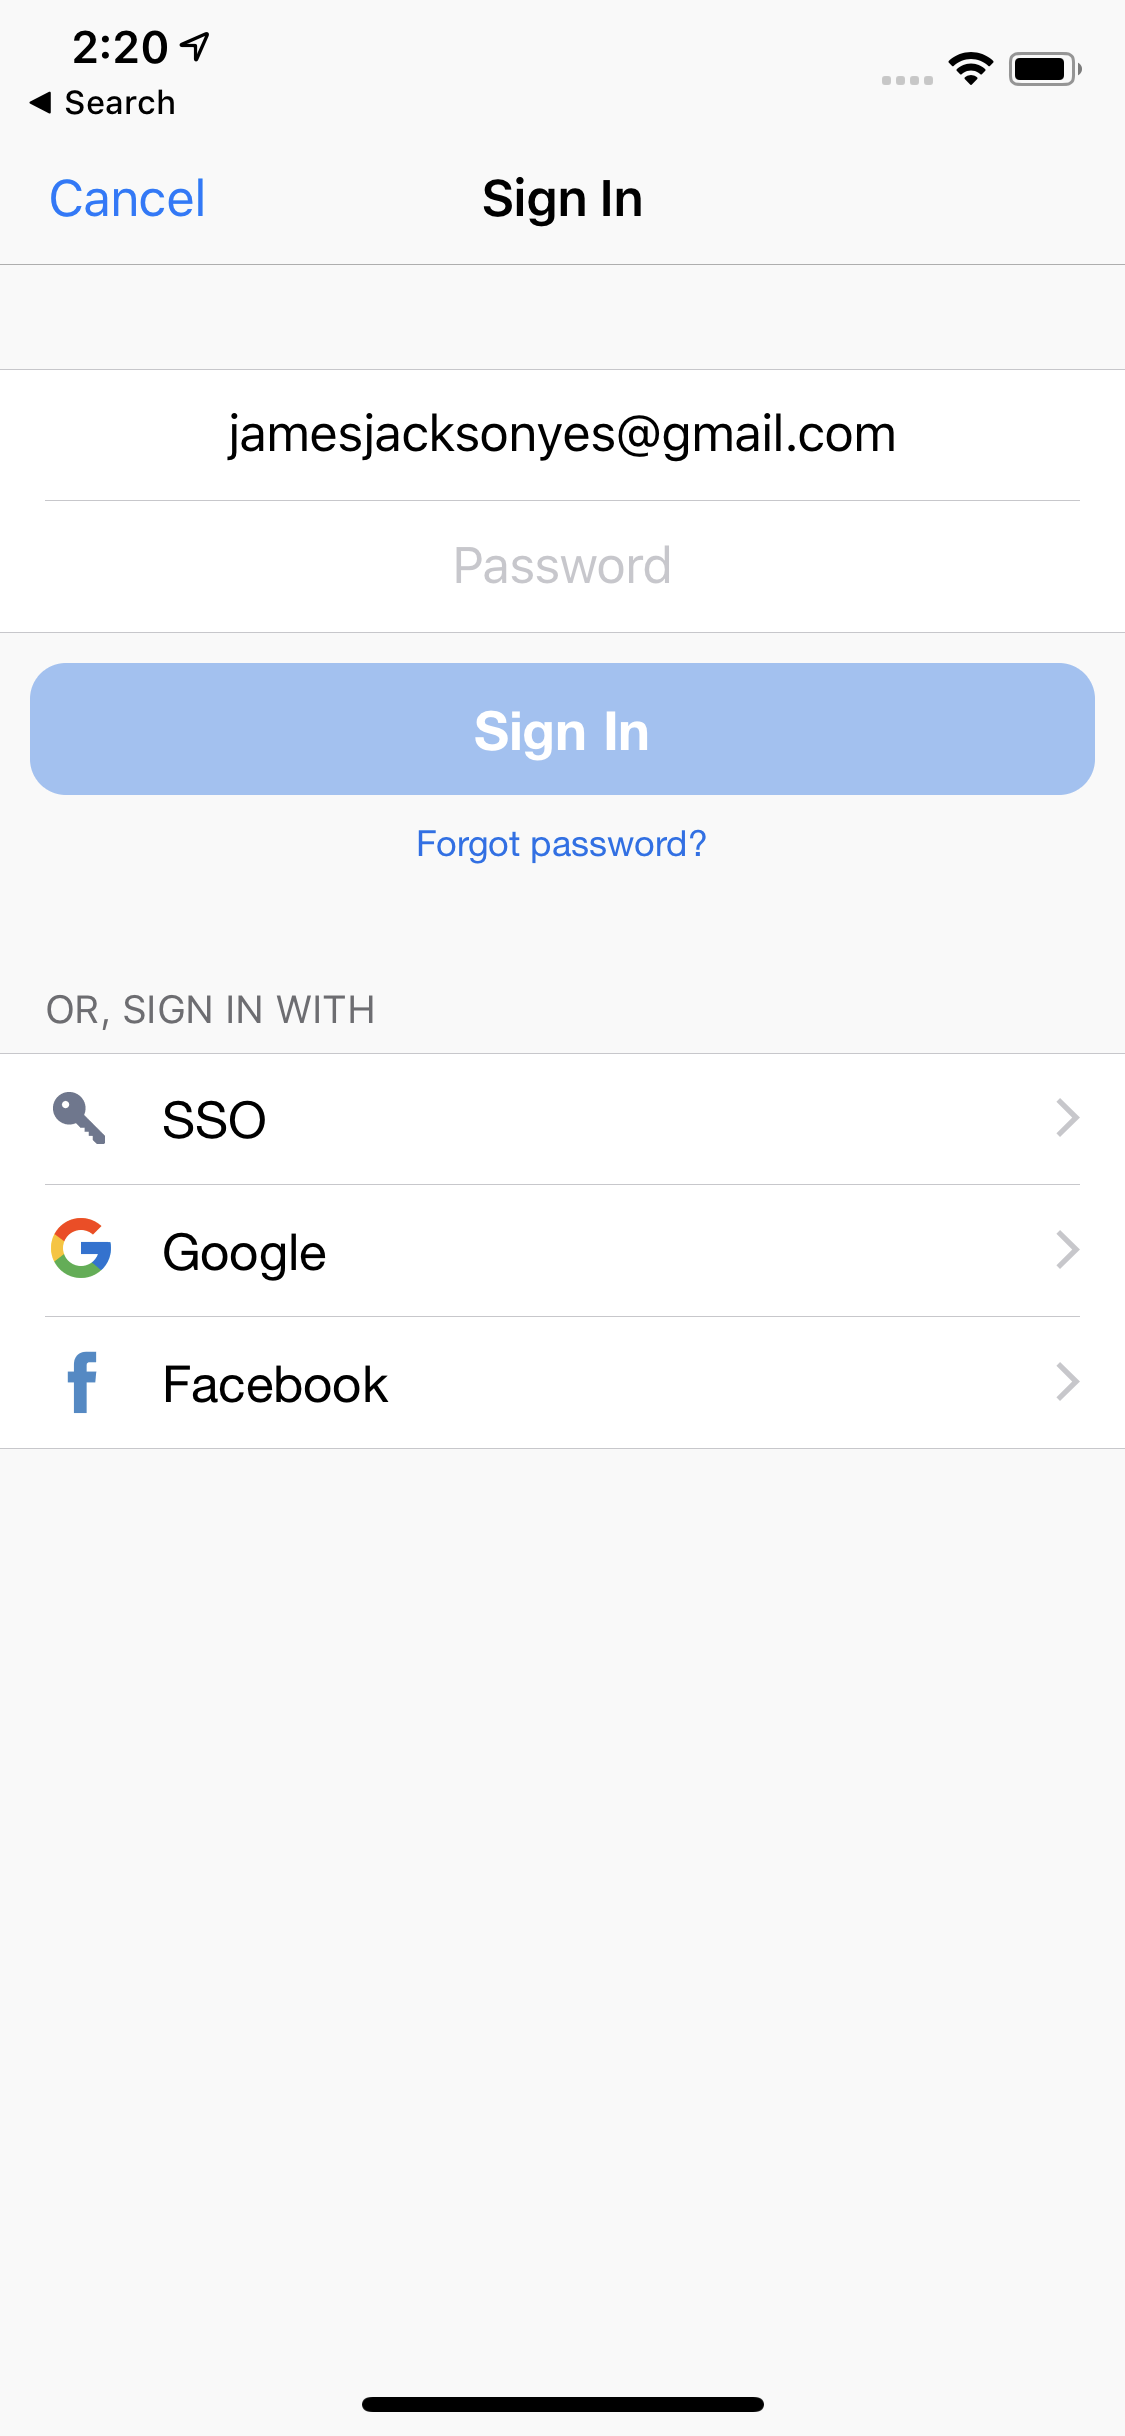 2:20
◀ Search
Cancel
Sign In
jamesjacksonyes@gmail.com
Password
Sign In
Forgot password?
OR, SIGN IN WITH
SSO
Google
Facebook